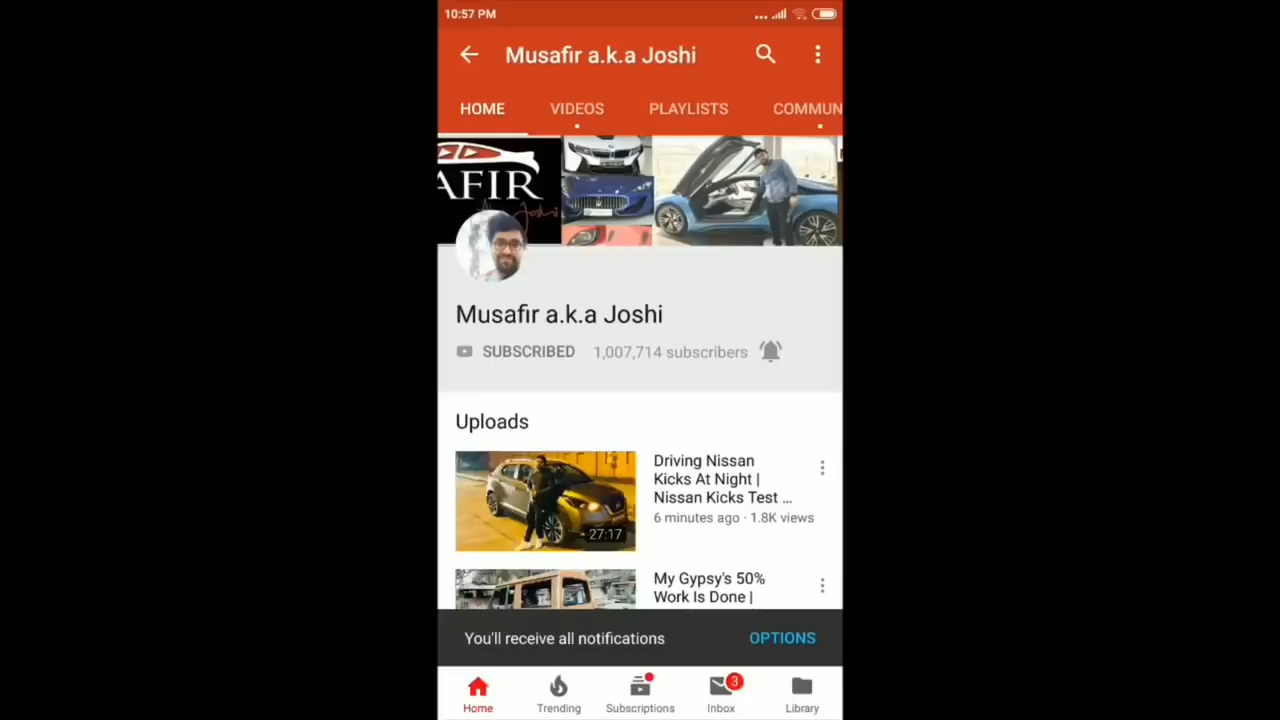 10:57 PM
Musafir a.k.a Joshi
HOME VIDEOS PLAYLISTS COMMUN
AFIR
Joshi
Musafir a.k.a Joshi
SUBSCRIBED 1,007,714 subscribers
Uploads
Driving Nissan
Kicks At Night |
Nissan Kicks Test ...
6 minutes ago · 1.8K views
27:17
My Gypsy's 50%
Work Is Done |
You'll receive all notifications OPTIONS
3
Home Trending Subscriptions Inbox Library